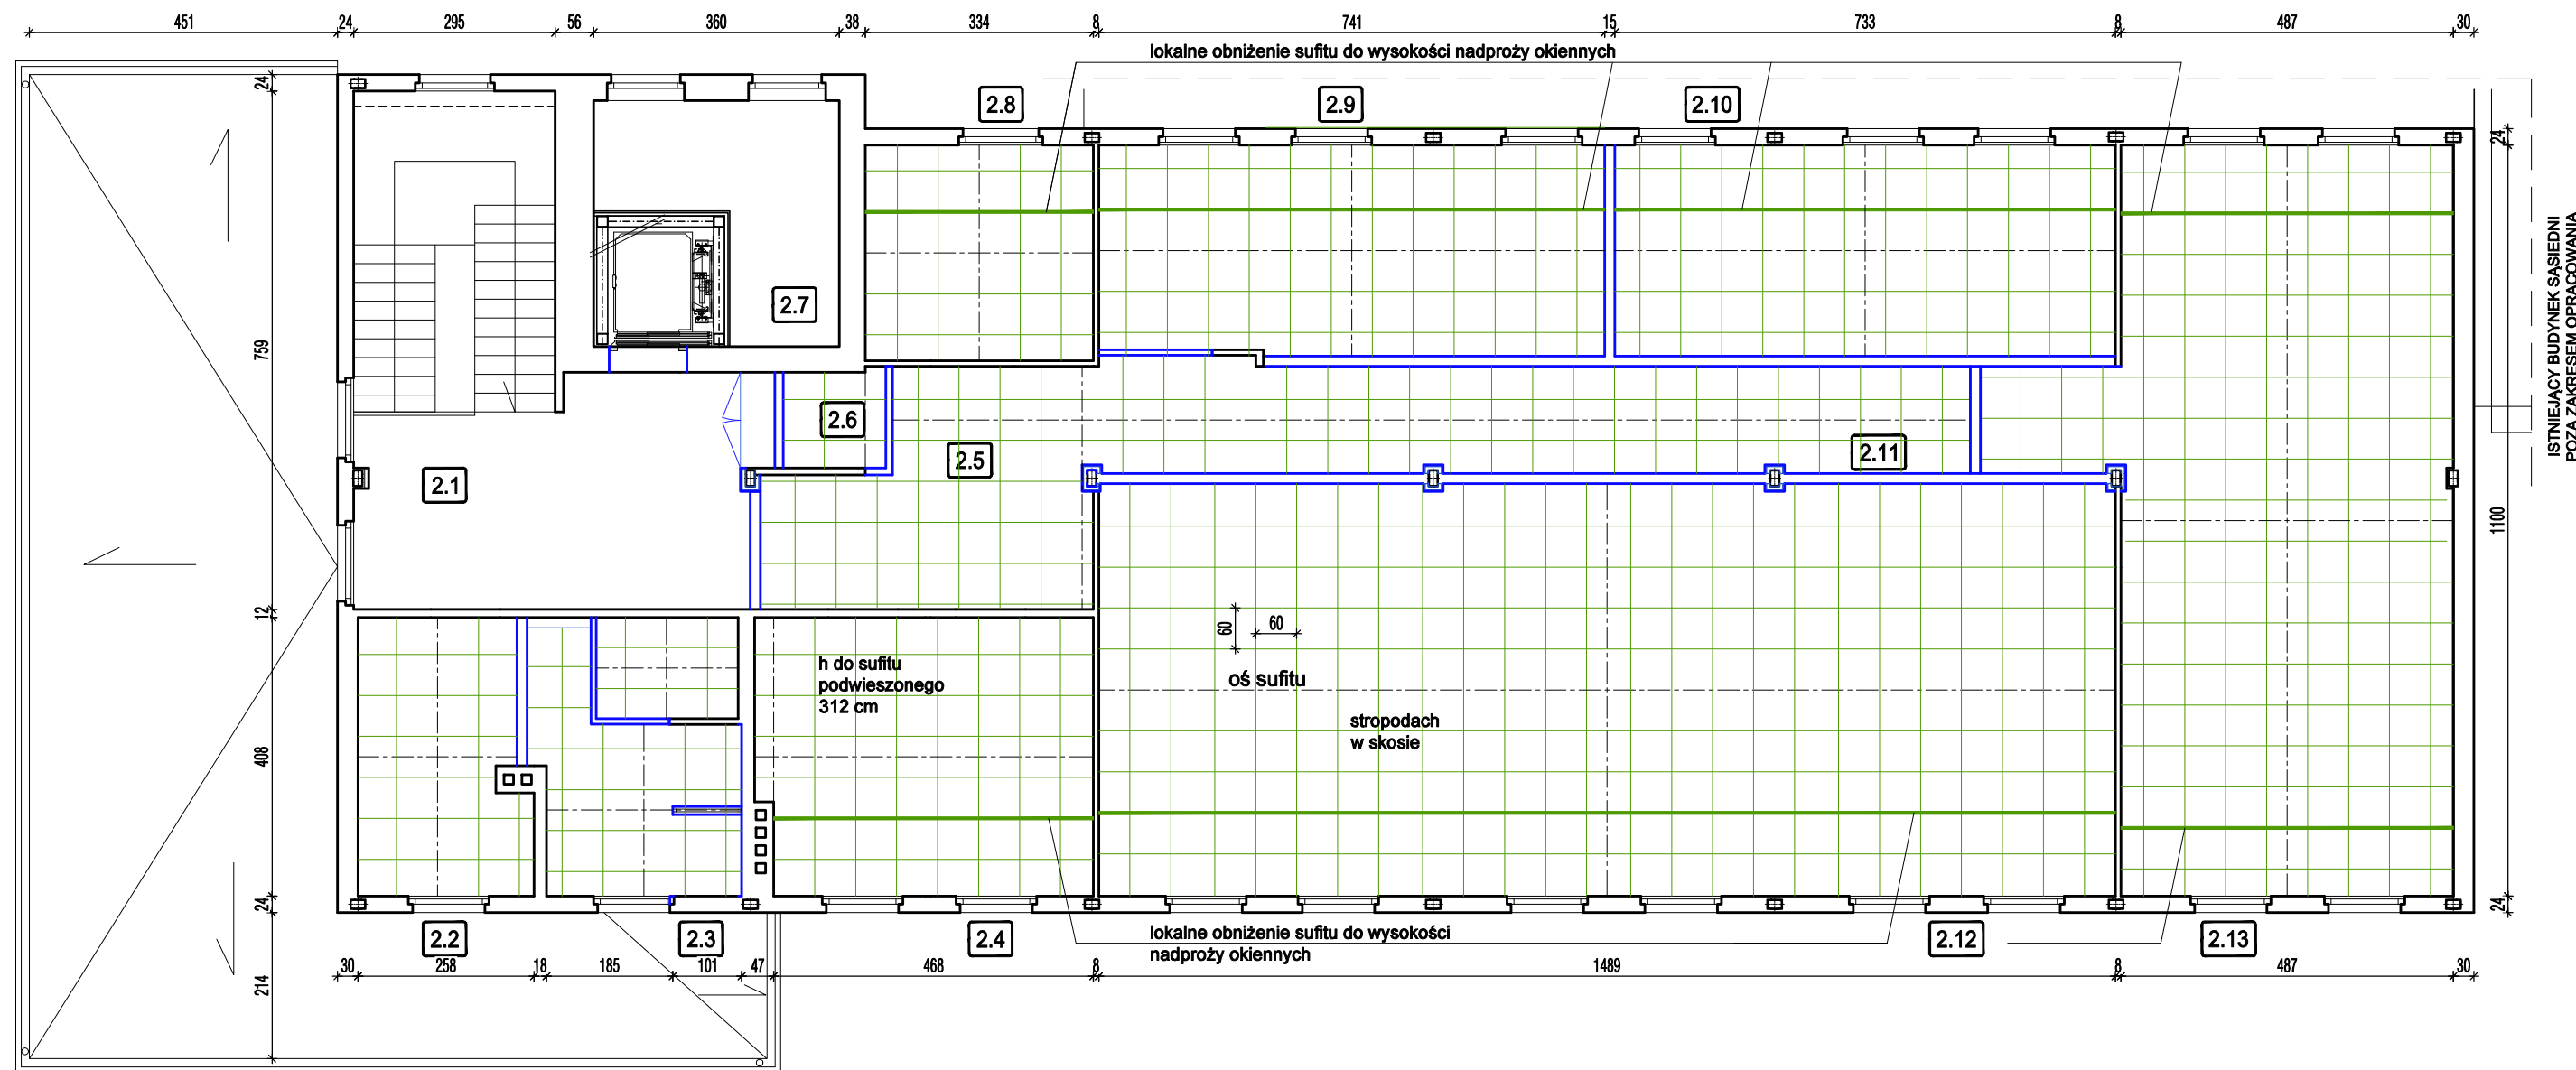 451 24 295 56 360 38 334 8 741 15 733 8 487 30
lokalne obniżenie sufitu do wysokości nadproży okiennych
24
2.8 2.9 2.10
24
ISTNIEJĄCY BUDYNEK SĄSIEDNI
POZA ZAKRESEM OPRACOWANIA
2.7
759
2.6
2.5 2.11
2.1
1100
12
60 60
h do sufitu
podwieszonego
312 cm
oś sufitu
stropodach
w skosie
408
24
24
2.2 2.3 2.4
lokalne obniżenie sufitu do wysokości
nadproży okiennych
2.12 2.13
214
30 258 18 185 101 47 468 8 1489 8 487 30